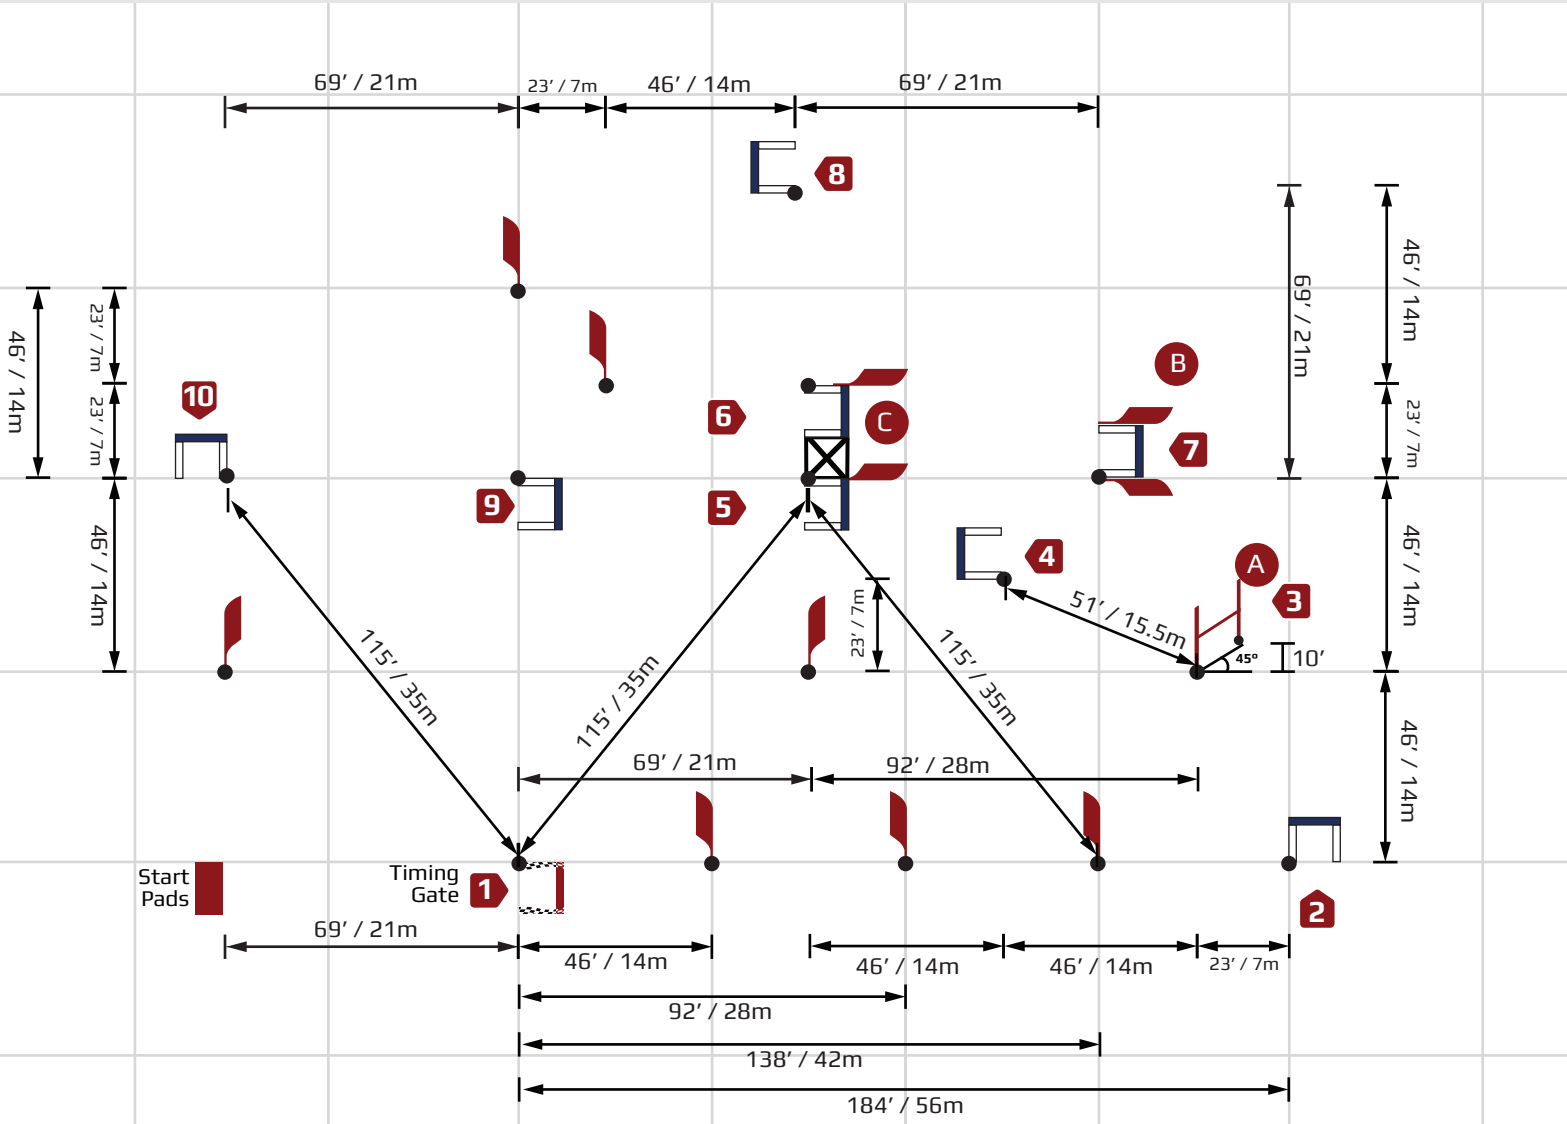 69’ / 21m
23’ / 7m
46’ / 14m
69’ / 21m
8
46’ / 14m
69’ / 21m
23’ / 7m
46’ / 14m
B
10
6
C
23’ / 7m
23’ / 7m
7
9
5
4
46’ / 14m
46’ / 14m
A
3
51’ / 15.5m
23’ / 7m
45º
10’
115’ / 35m
115’ / 35m
115’ / 35m
69’ / 21m
92’ / 28m
46’ / 14m
Start
Pads
Timing
Gate
1
2
69’ / 21m
46’ / 14m
46’ / 14m
46’ / 14m
23’ / 7m
92’ / 28m
138’ / 42m
184’ / 56m